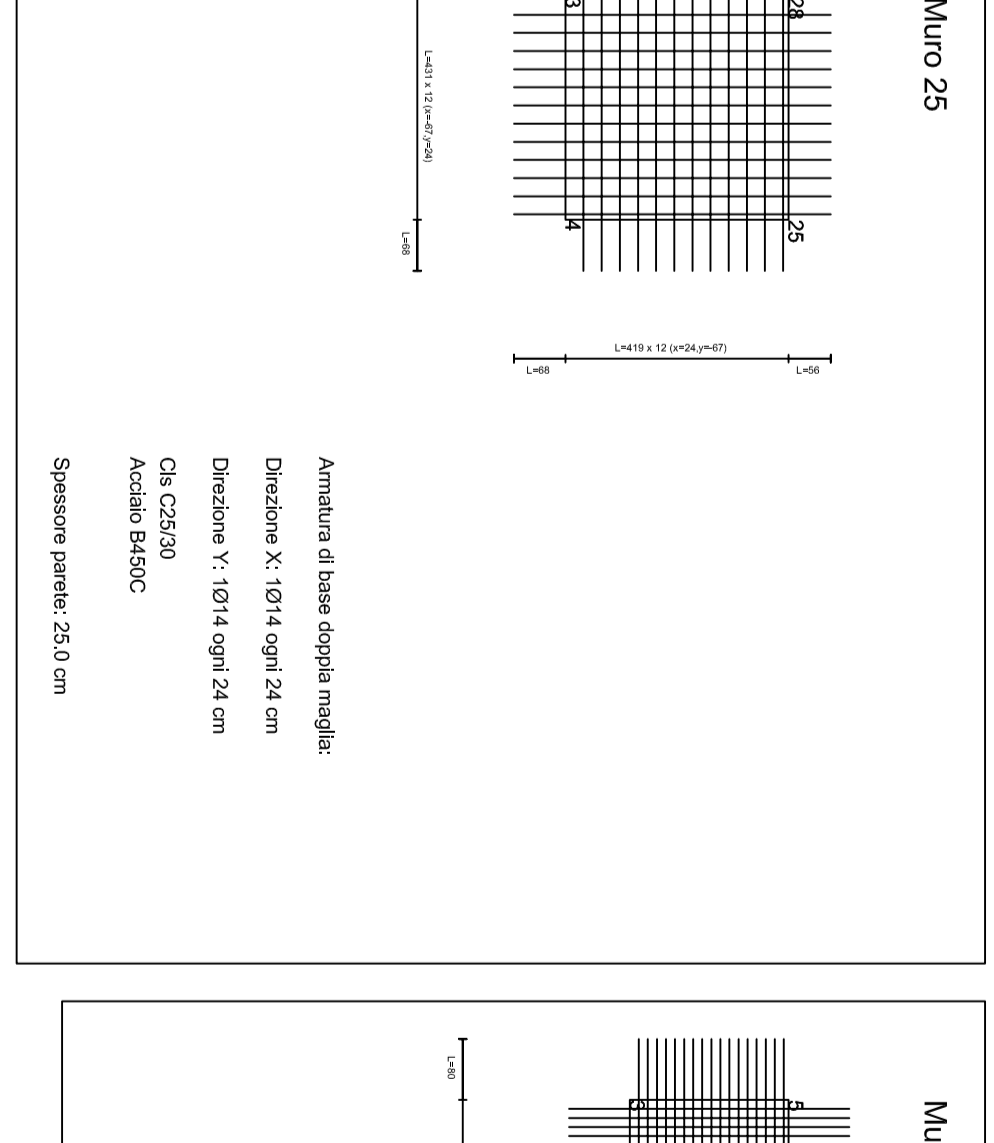 Muro 25
28
3
25
4
L=431 x 12 (x=-67,y=24)
L=68
L=419 x 12 (x=24,y=-67)
L=68
L=56
Armatura di base doppia maglia:
Direzione X: 1Ø14 ogni 24 cm
Direzione Y: 1Ø14 ogni 24 cm
Cls C25/30
Acciaio B450C
Spessore parete: 25.0 cm
Mu
5
3
L=80